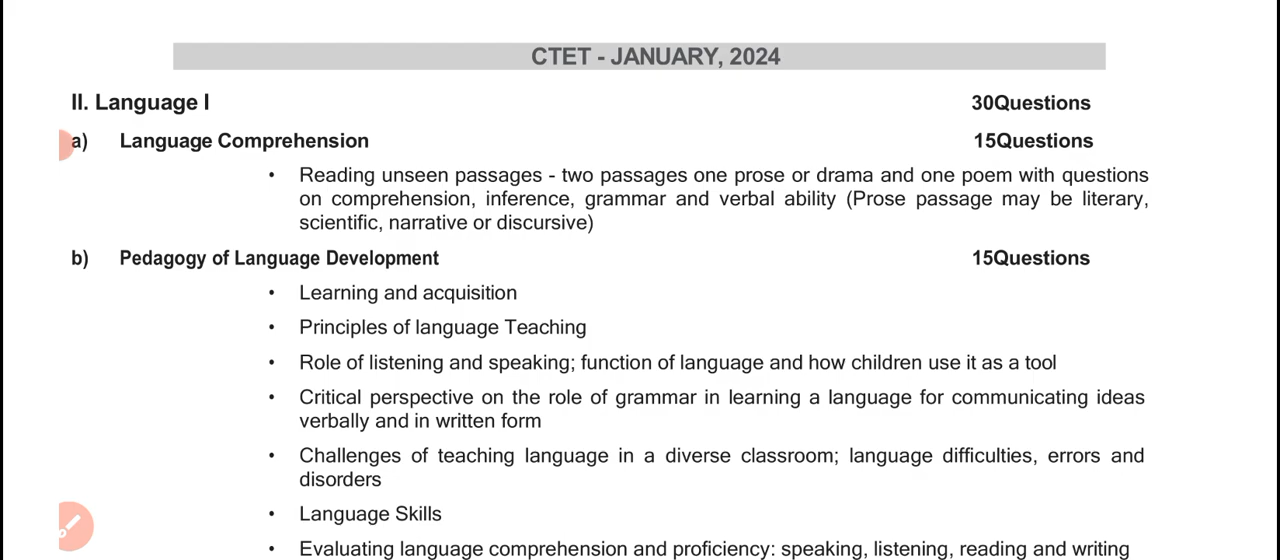 CTET - JANUARY, 2024
II. Language I 30Questions
a) Language Comprehension 15Questions
• Reading unseen passages - two passages one prose or drama and one poem with questions
on comprehension, inference, grammar and verbal ability (Prose passage may be literary,
scientific, narrative or discursive)
b) Pedagogy of Language Development 15Questions
• Learning and acquisition
• Principles of language Teaching
• Role of listening and speaking; function of language and how children use it as a tool
• Critical perspective on the role of grammar in learning a language for communicating ideas
verbally and in written form
• Challenges of teaching language in a diverse classroom; language difficulties, errors and
disorders
• Language Skills
• Evaluating language comprehension and proficiency: speaking, listening, reading and writing